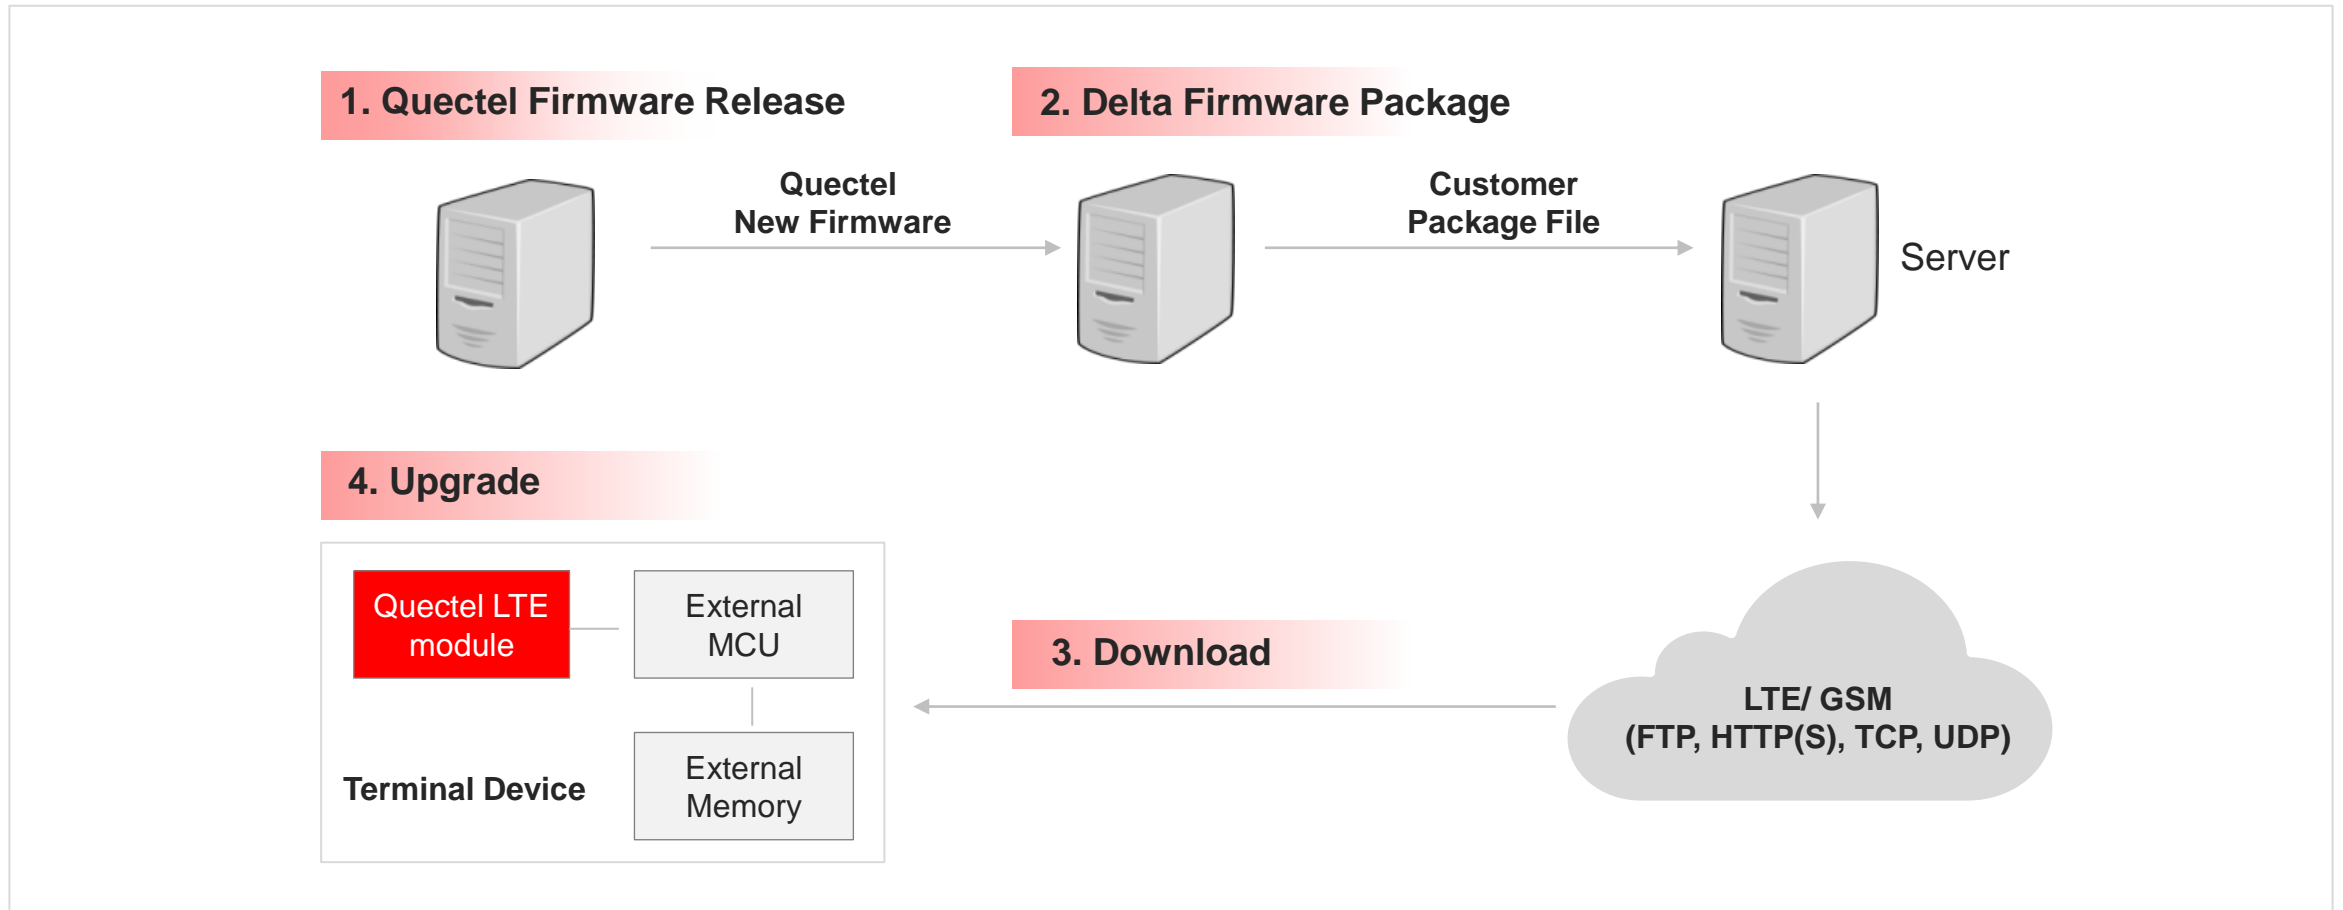 1. Quectel Firmware Release
2. Delta Firmware Package
Quectel
New Firmware
Customer
Package File
Server
4. Upgrade
Quectel LTE
module
External
MCU
External
Memory
Terminal Device
3. Download
LTE/ GSM
(FTP, HTTP(S), TCP, UDP)